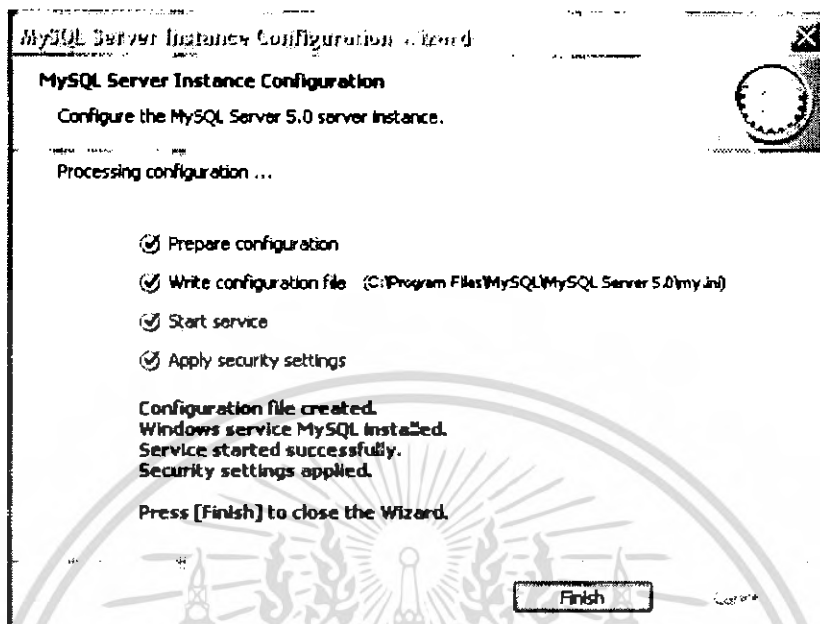 MySQL Server Instance Configuration Wizard
MySQL Server Instance Configuration
Configure the MySQL Server 5.0 server instance.
Processing configuration ...
Prepare configuration
Write configuration file (C:\Program Files\MySQL\MySQL Server 5.0\my.ini)
Start service
Apply security settings
Configuration file created.
Windows service MySQL installed.
Service started successfully.
Security settings applied.
Press [Finish] to close the Wizard.
Finish
Cancel